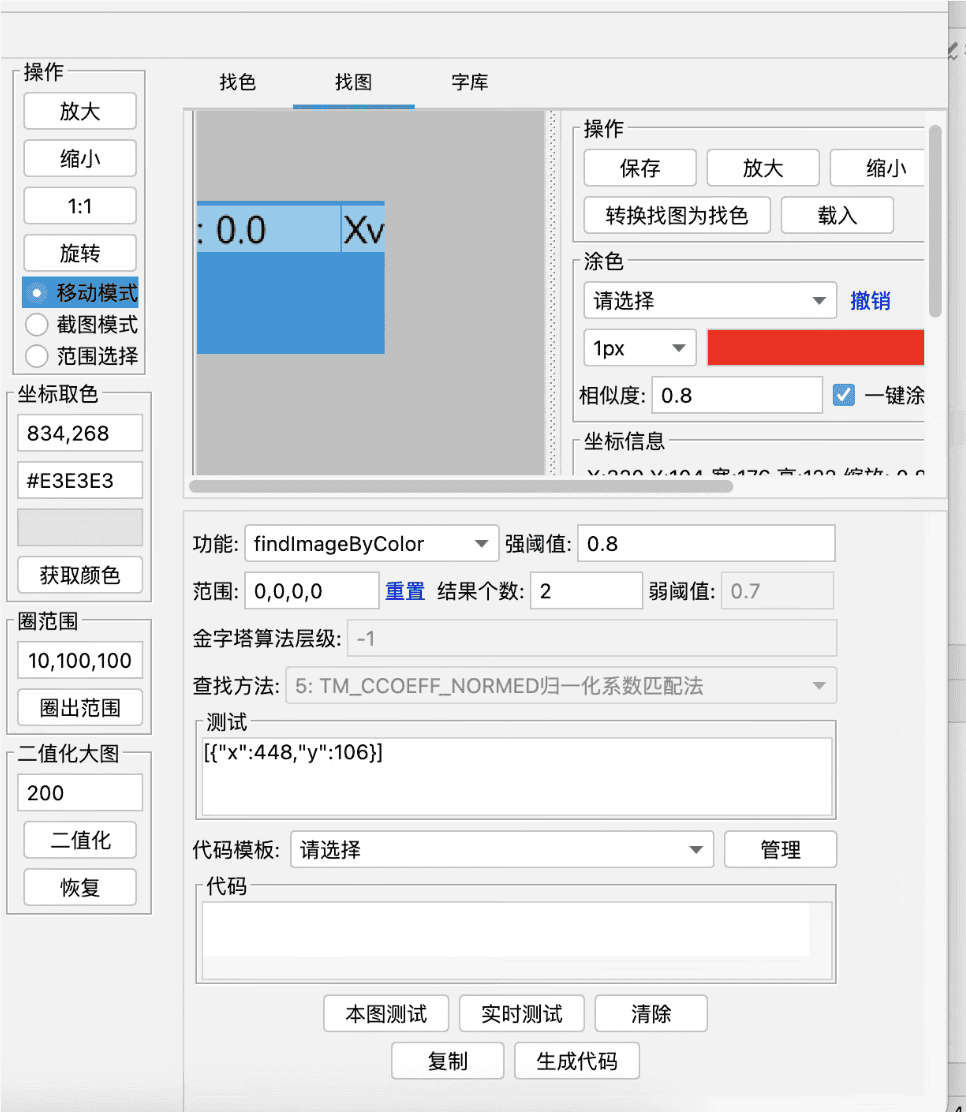 找色 找图 字库
操作
放大
缩小
1:1
旋转
移动模式
截图模式
范围选择
坐标取色
834,268
#E3E3E3
获取颜色
圈范围
10,100,100
圈出范围
二值化大图
200
二值化
恢复
: 0.0 Xv
操作
保存 放大 缩小
转换找图为找色 载入
涂色
请选择 撤销
1px
相似度: 0.8 一键涂
坐标信息
功能: findImageByColor 强阈值: 0.8
范围: 0,0,0,0 重置 结果个数: 2 弱阈值: 0.7
金字塔算法层级: -1
查找方法: 5: TM_CCOEFF_NORMED归一化系数匹配法
测试
[{"x":448,"y":106}]
代码模板: 请选择 管理
代码
本图测试 实时测试 清除
复制 生成代码